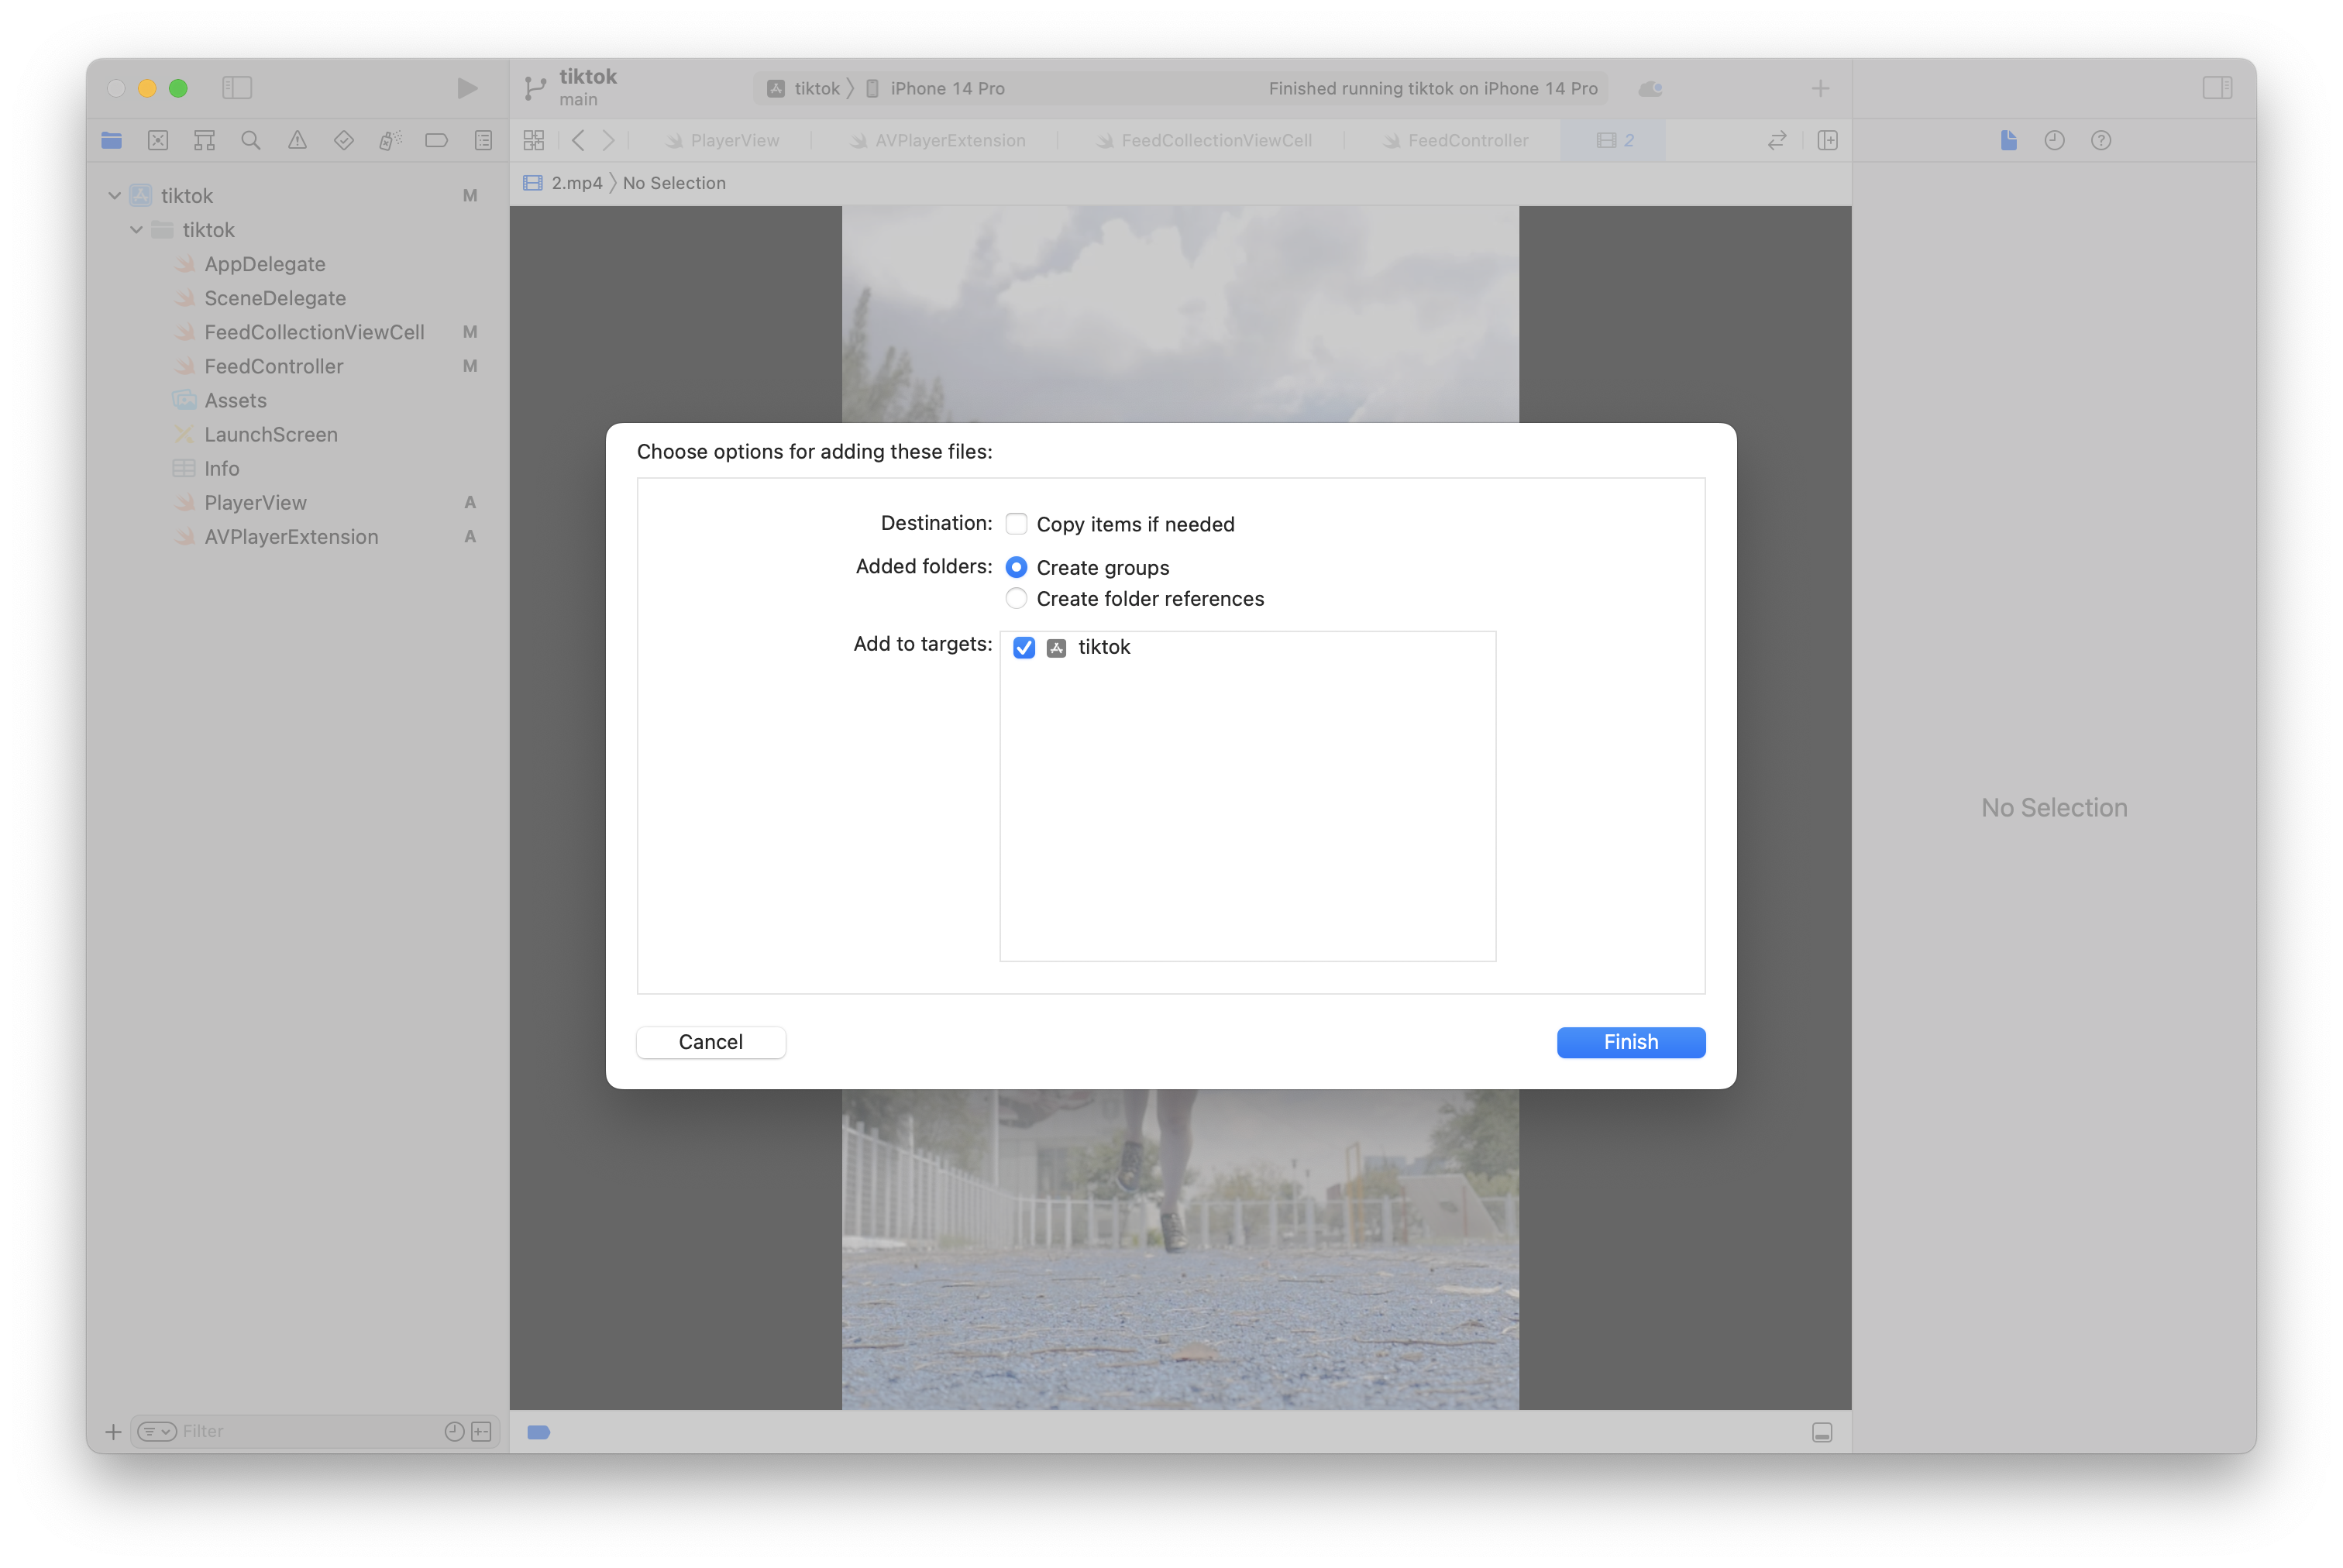 tiktok
main
tiktok
iPhone 14 Pro
Finished running tiktok on iPhone 14 Pro
PlayerView
AVPlayerExtension
FeedCollectionViewCell
FeedController
2
2.mp4
No Selection
tiktok M
tiktok
AppDelegate
SceneDelegate
FeedCollectionViewCell M
FeedController M
Assets
LaunchScreen
Info
PlayerView A
AVPlayerExtension A
Filter
Choose options for adding these files:
Destination: Copy items if needed
Added folders: Create groups
Create folder references
Add to targets: tiktok
Cancel
Finish
No Selection